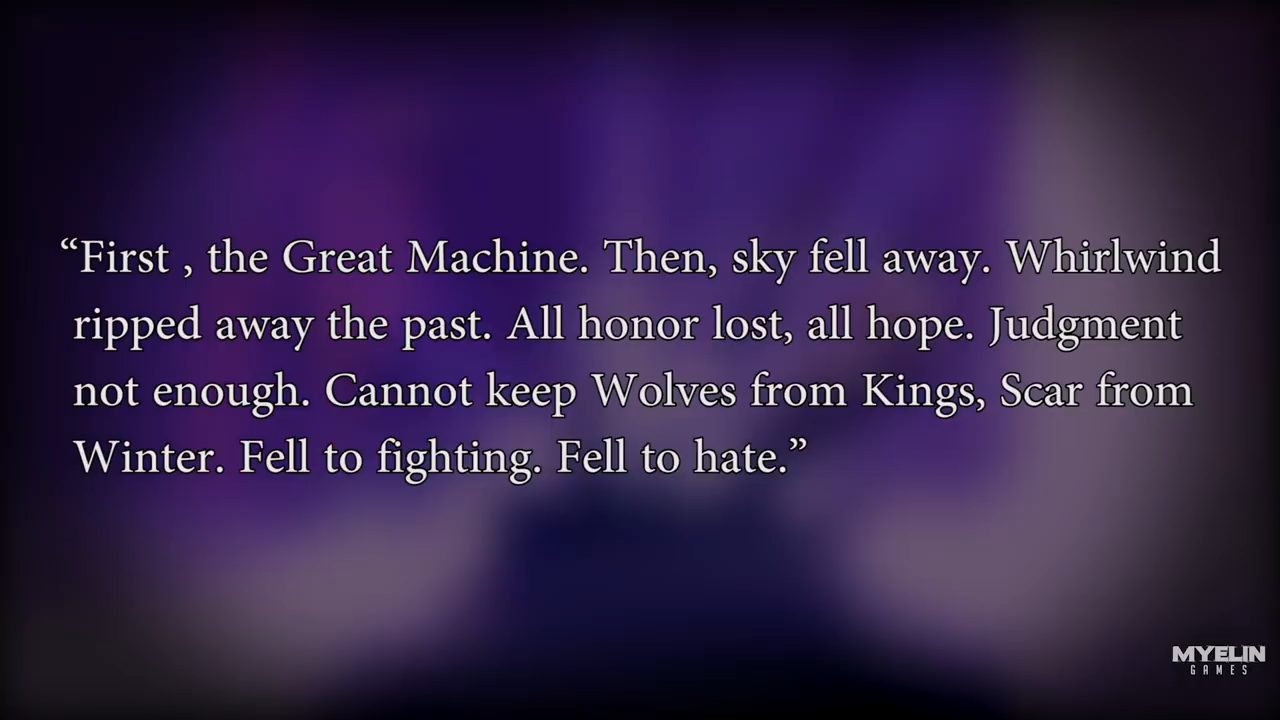 “First , the Great Machine. Then, sky fell away. Whirlwind
ripped away the past. All honor lost, all hope. Judgment
not enough. Cannot keep Wolves from Kings, Scar from
Winter. Fell to fighting. Fell to hate.”
MYELIN
GAMES